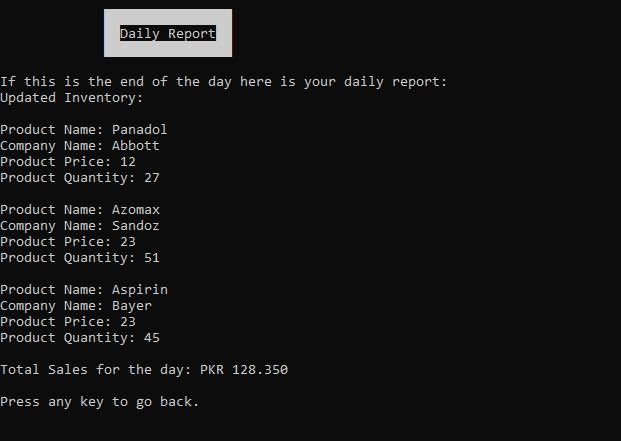 Daily Report
If this is the end of the day here is your daily report:
Updated Inventory:
Product Name: Panadol
Company Name: Abbott
Product Price: 12
Product Quantity: 27
Product Name: Azomax
Company Name: Sandoz
Product Price: 23
Product Quantity: 51
Product Name: Aspirin
Company Name: Bayer
Product Price: 23
Product Quantity: 45
Total Sales for the day: PKR 128.350
Press any key to go back.